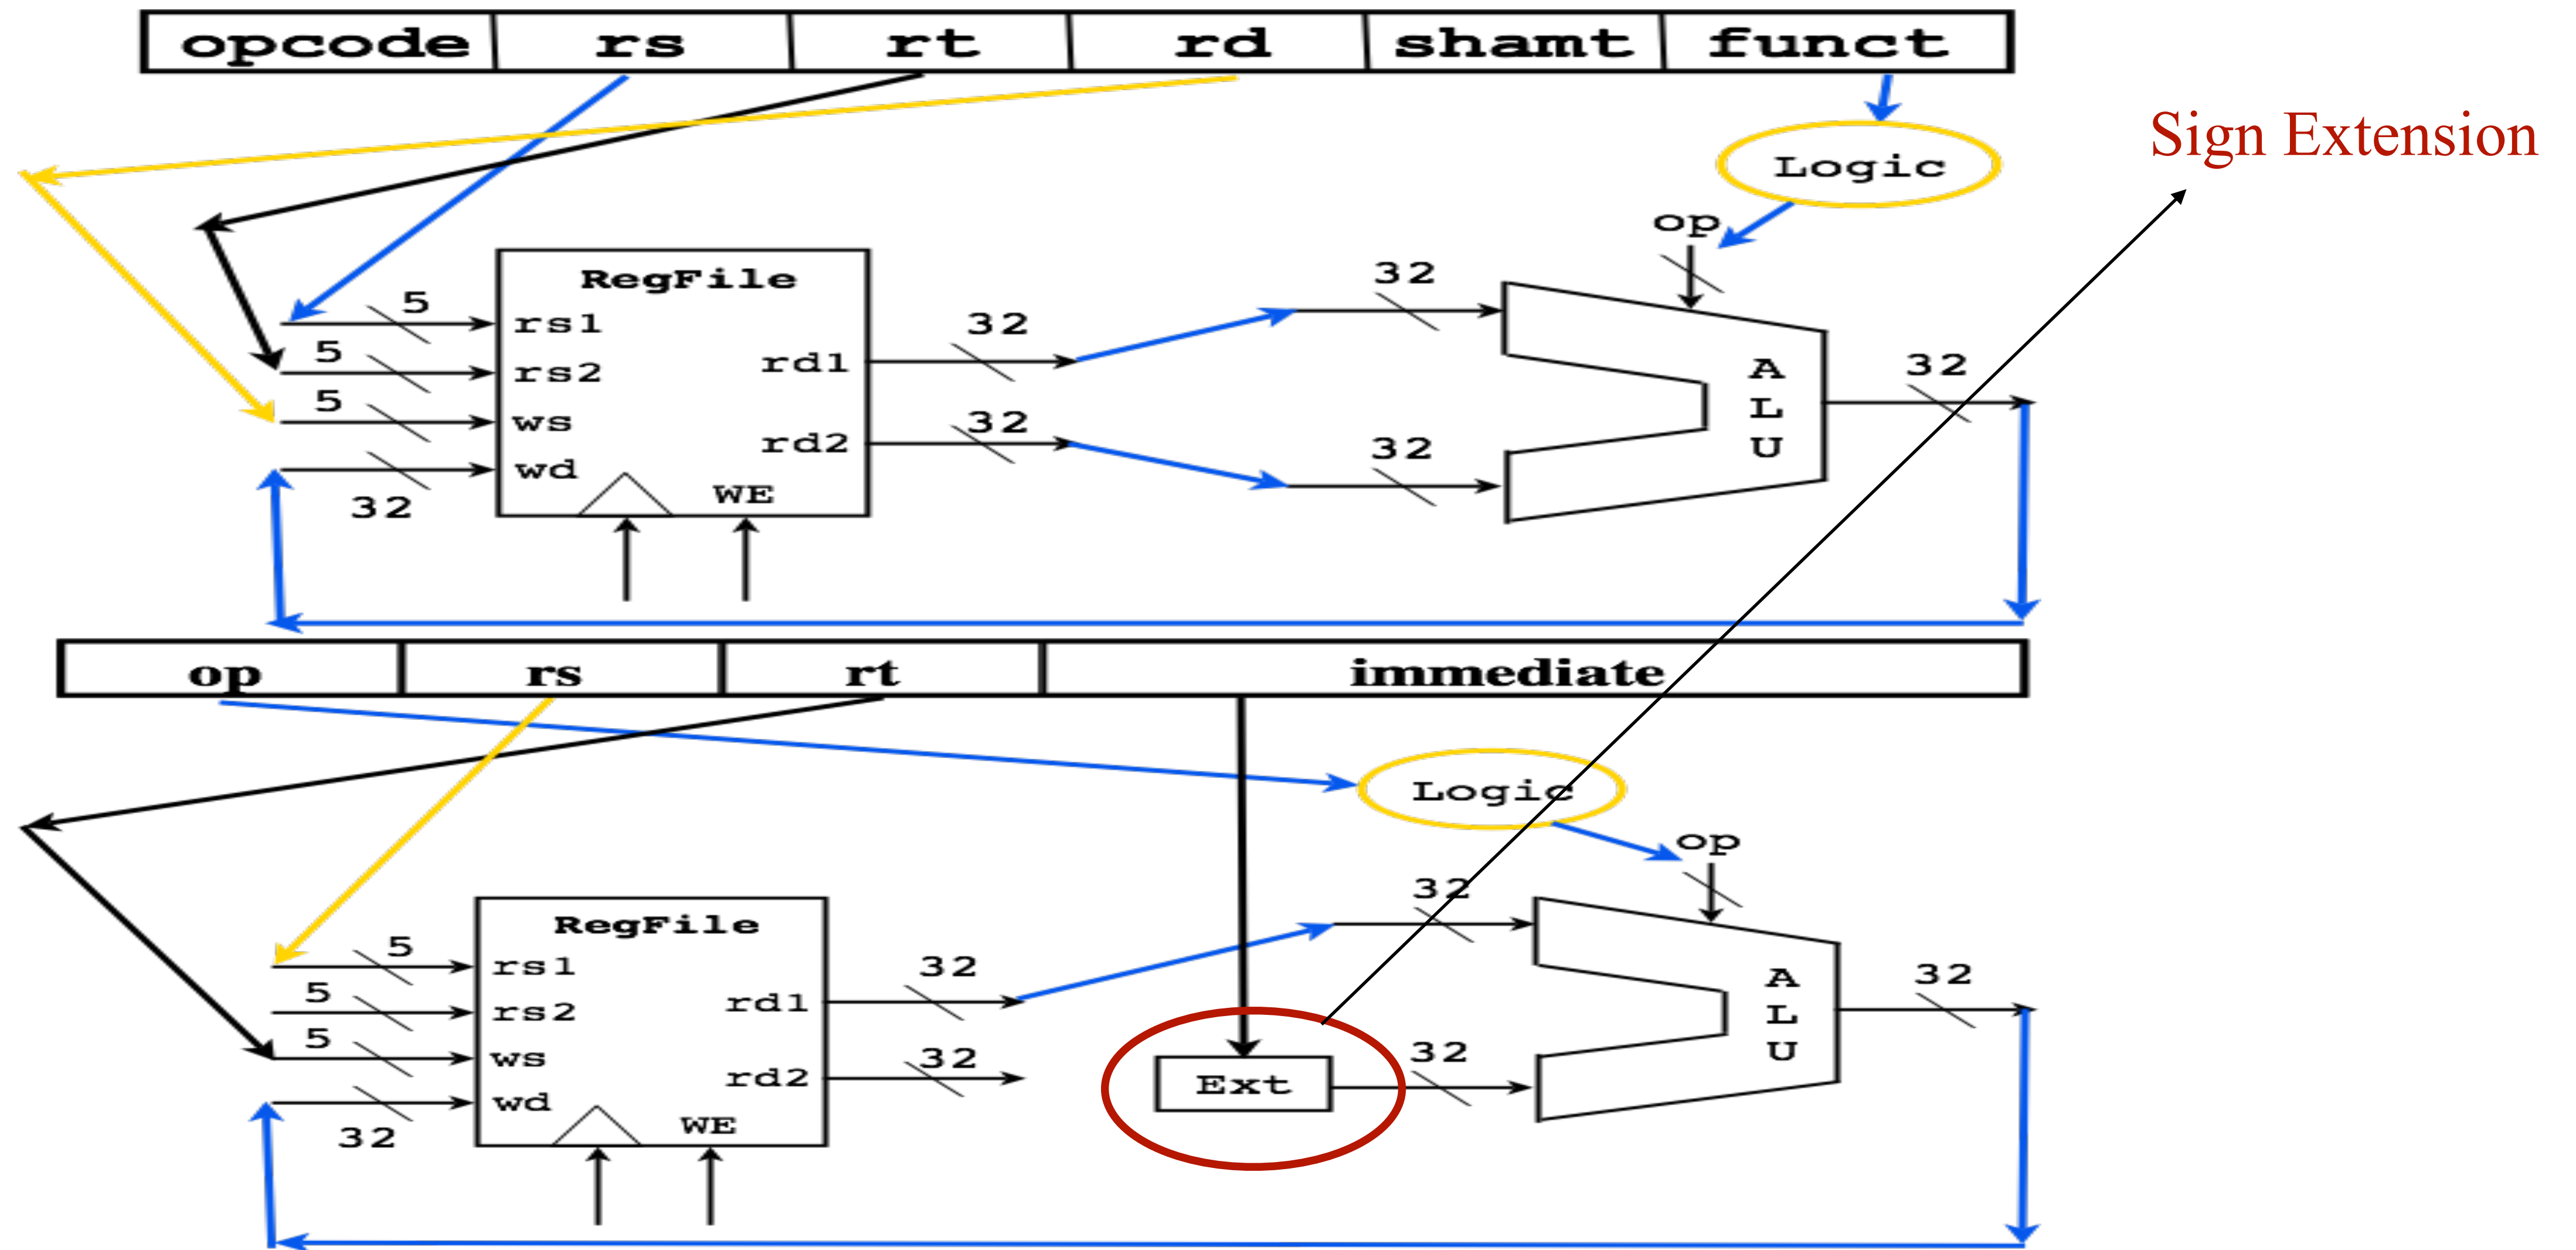 opcode rs rt rd shamt funct
Sign Extension
Logic
op
RegFile
32
32
5
rs1
32
5
rs2
rd1
A
L
U
32
5
ws
rd2
32
32
wd
32
WE
op rs rt immediate
Logic
op
32
RegFile
5
rs1
32
5
rs2
rd1
A
L
U
32
5
ws
rd2
32
Ext
32
wd
32
WE